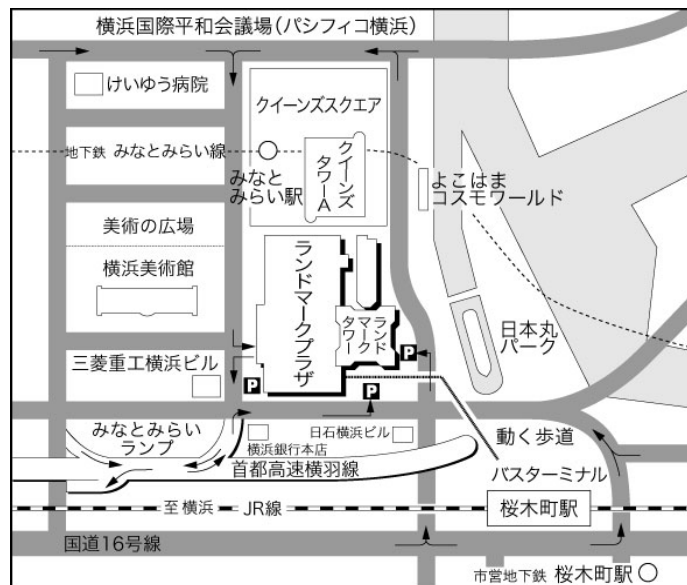 横浜国際平和会議場(パシフィコ横浜)
けいゆう病院
クイーンズスクエア
地下鉄 みなとみらい線
クイーンズ
タワーA
みなと
みらい駅
よこはま
コスモワールド
美術の広場
横浜美術館
ランドマークプラザ
ランド
マーク
タワー
日本丸
パーク
三菱重工横浜ビル
P
P
P
みなとみらい
ランプ
横浜銀行本店
日石横浜ビル
動く歩道
首都高速横羽線
バスターミナル
至 横浜
JR線
桜木町駅
国道16号線
市営地下鉄 桜木町駅